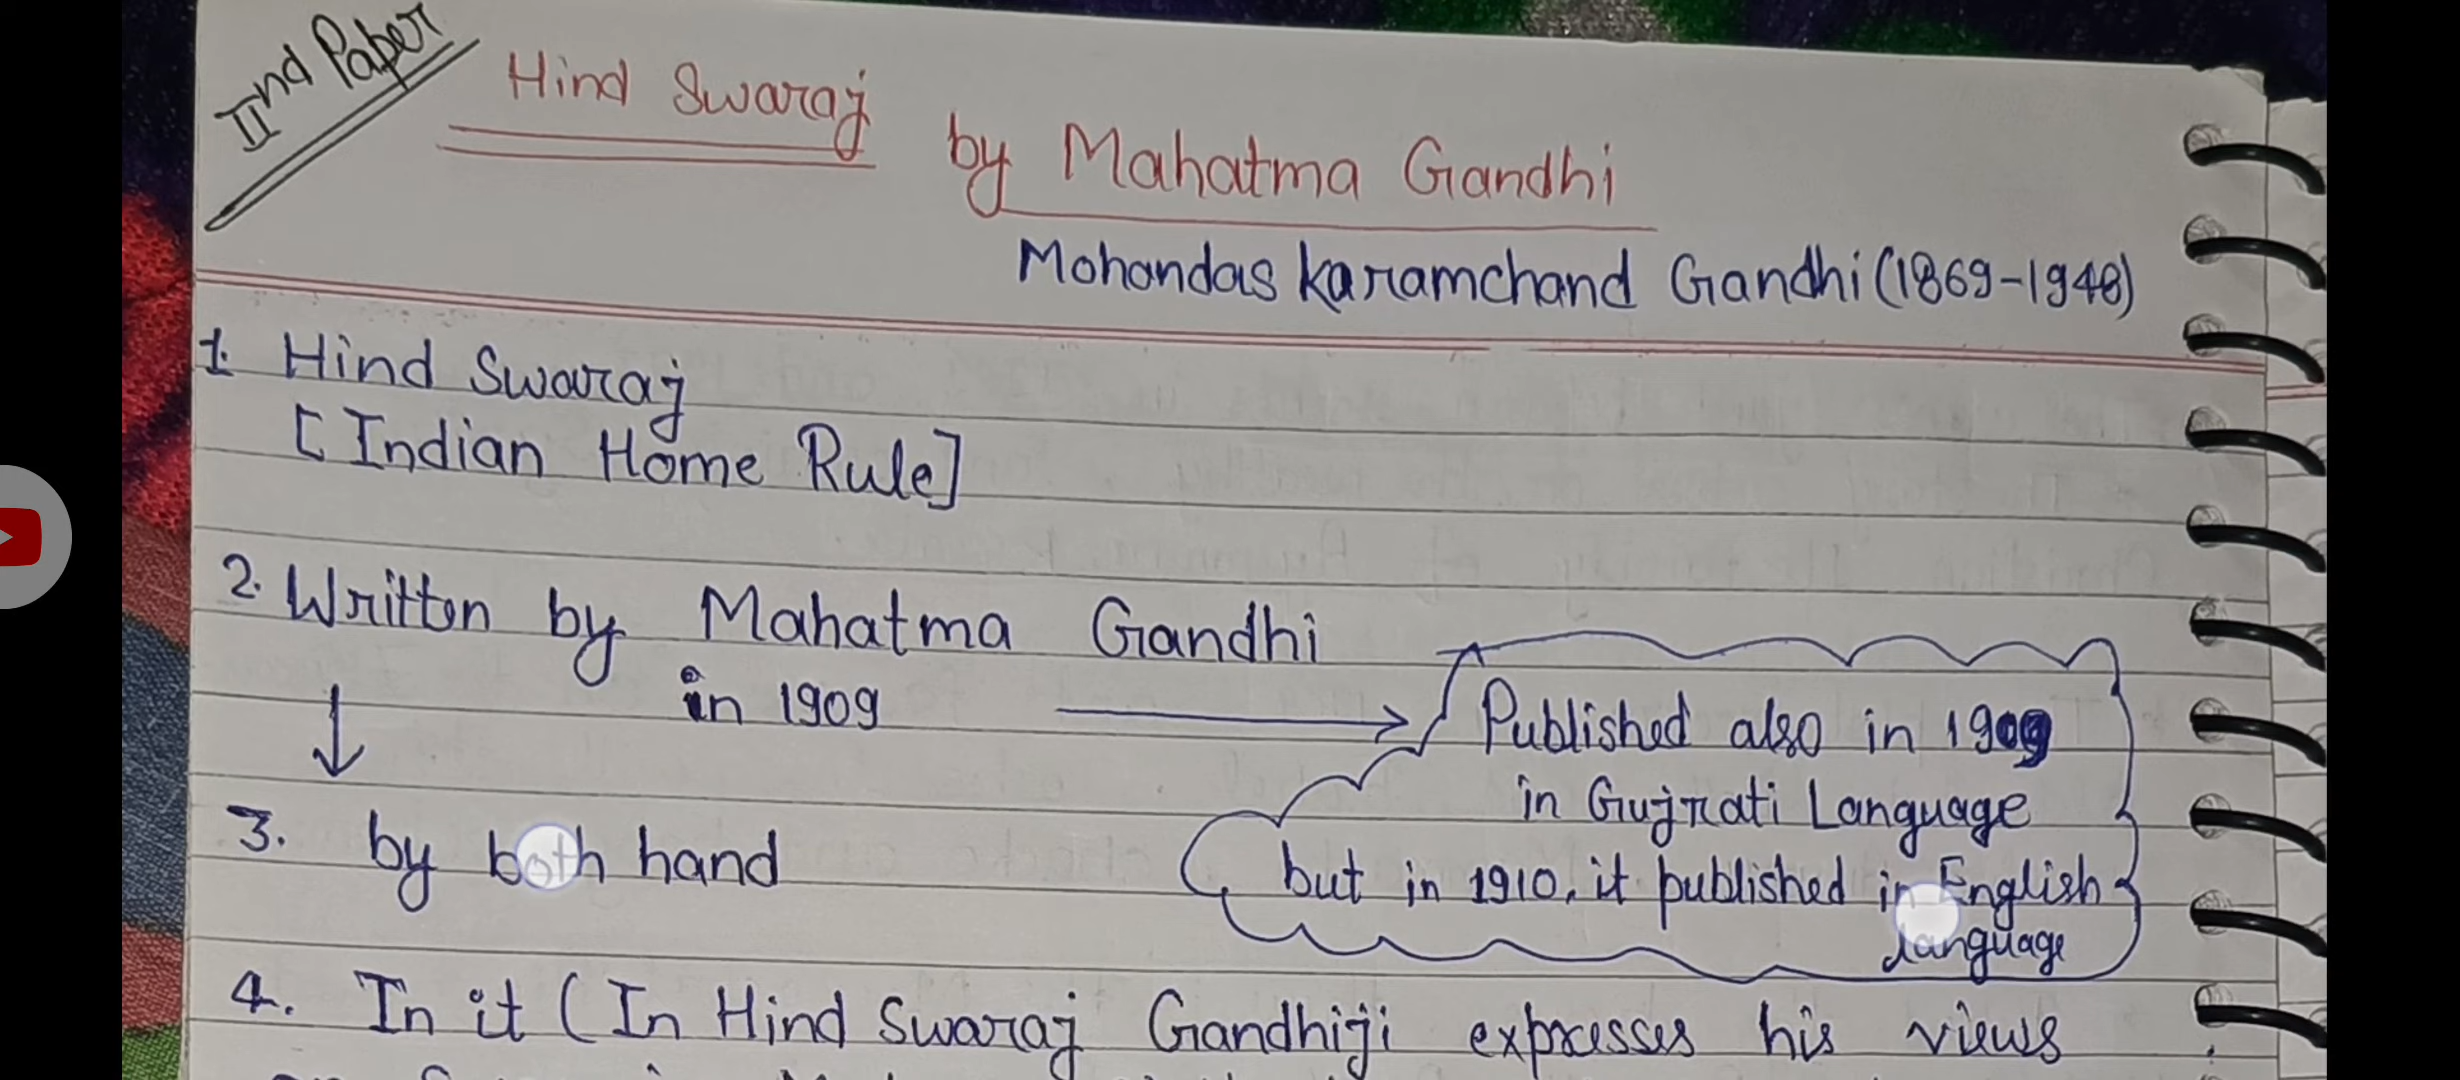 IInd Paper
Hind Swaraj
by Mahatma Gandhi
Mohandas Karamchand Gandhi (1869-1948)
1. Hind Swaraj
[Indian Home Rule]
2. Written by Mahatma Gandhi
in 1909
Published also in 1909
in Gujrati Language
but in 1910, it published in English
language
3. by both hand
4. In it (In Hind Swaraj Gandhiji expresses his views